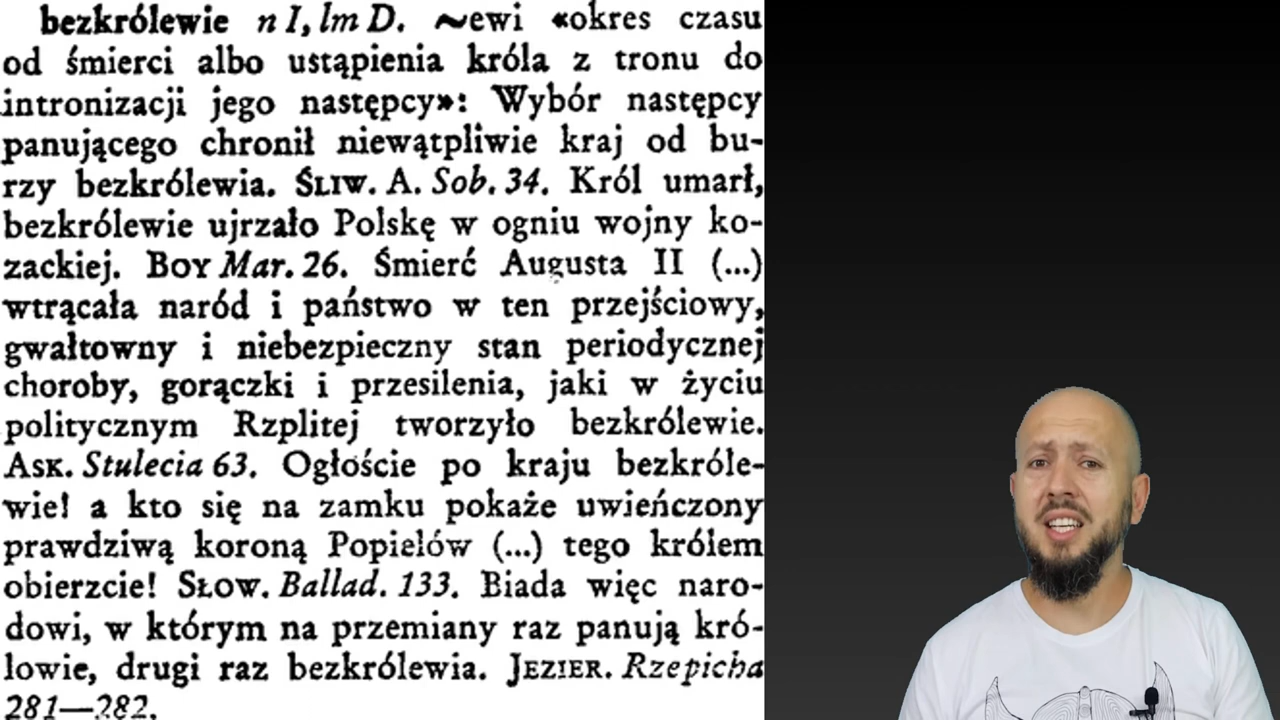 bezkrólewie n I, lm D. ~ewi «okres czasu
od śmierci albo ustąpienia króla z tronu do
intronizacji jego następcy»: Wybór następcy
panującego chronił niewątpliwie kraj od bu-
rzy bezkrólewia. ŚLIW. A. Sob. 34. Król umarł,
bezkrólewie ujrzało Polskę w ogniu wojny ko-
zackiej. BOY Mar. 26. Śmierć Augusta II (...)
wtrącała naród i państwo w ten przejściowy,
gwałtowny i niebezpieczny stan periodycznej
choroby, gorączki i przesilenia, jaki w życiu
politycznym Rzplitej tworzyło bezkrólewie.
ASK. Stulecia 63. Ogłoście po kraju bezkróle-
wie! a kto się na zamku pokaże uwieńczony
prawdziwą koroną Popielów (...) tego królem
obierzcie! SŁOW. Ballad. 133. Biada więc naro-
dowi, w którym na przemiany raz panują kró-
lowie, drugi raz bezkrólewia. JEZIER. Rzepicha
281—282.